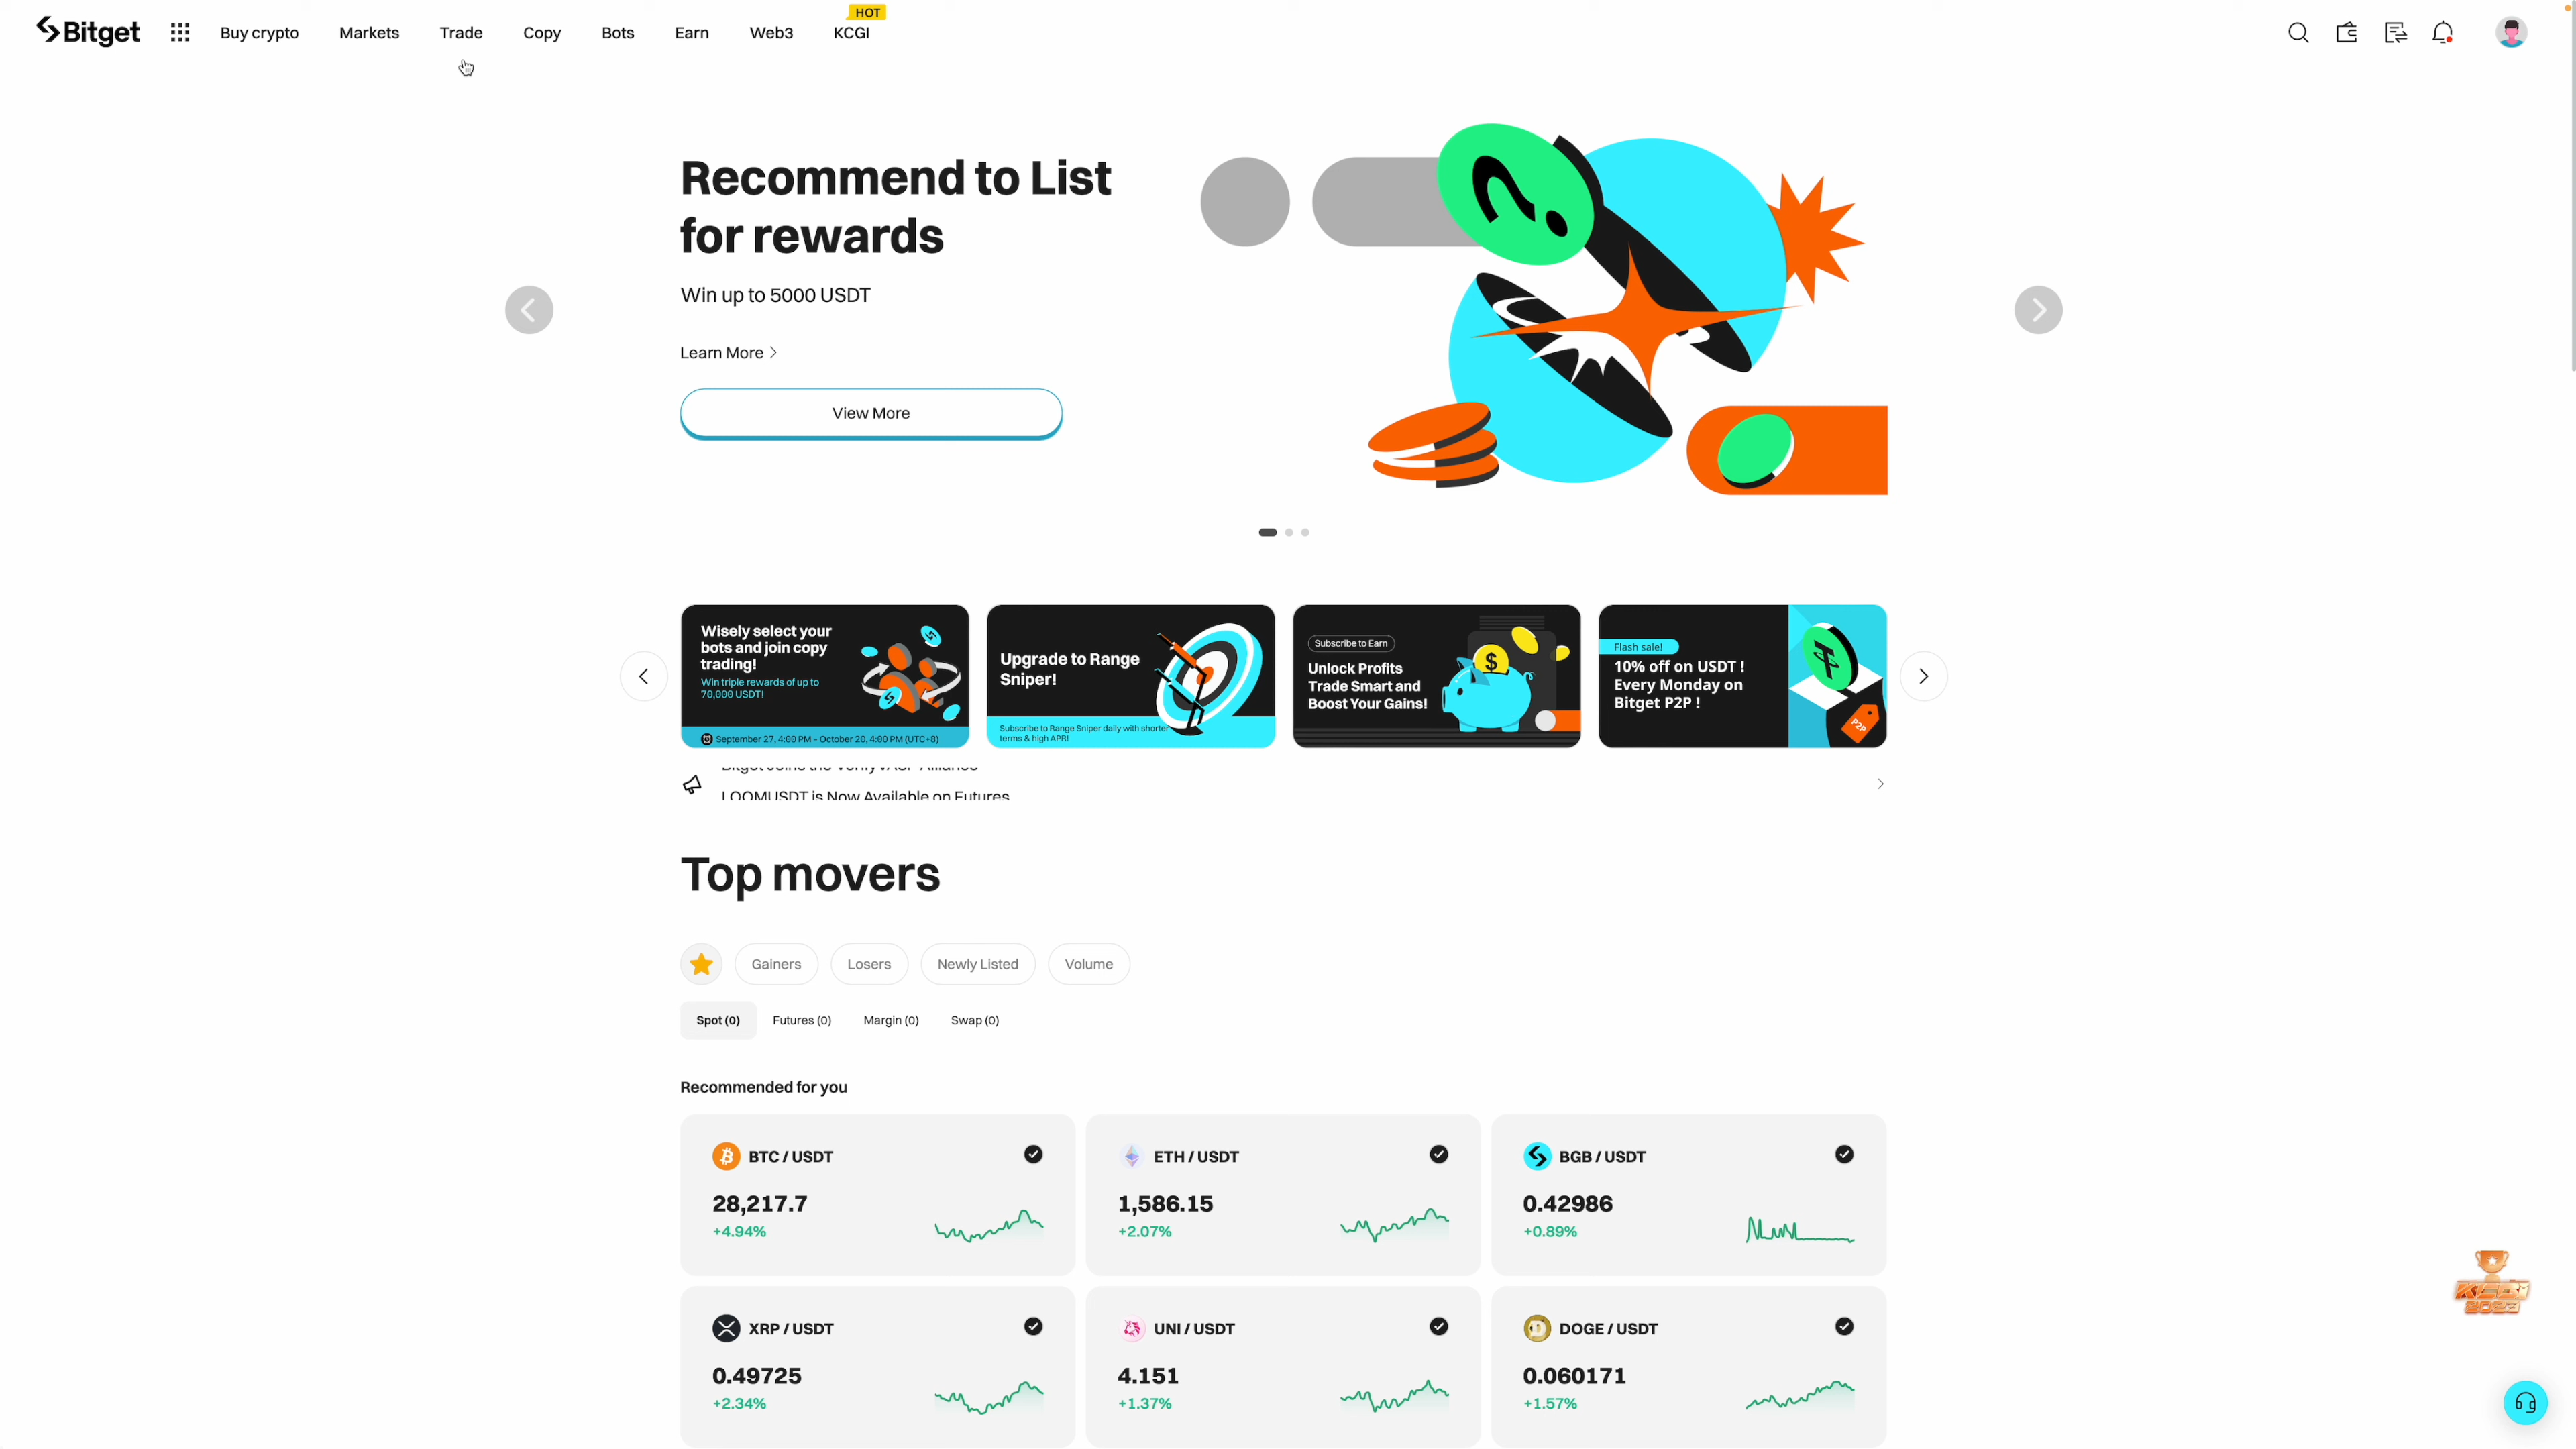 Bitget
Buy crypto
Markets
Trade
Copy
Bots
Earn
Web3
HOT
KCGI
Recommend to List
for rewards
Win up to 5000 USDT
Learn More
View More
Wisely select your
bots and join copy
trading!
Win triple rewards of up to
70,000 USDT!
September 27, 4:00 PM - October 20, 4:00 PM (UTC+8)
Upgrade to Range
Sniper!
Subscribe to Range Sniper daily with shorter
terms & high APR!
Subscribe to Earn
Unlock Profits
Trade Smart and
Boost Your Gains!
Flash sale!
10% off on USDT !
Every Monday on
Bitget P2P !
P2P
Bitget Joins the VerifyVASP Alliance
LOOMUSDT is Now Available on Futures
Top movers
Gainers
Losers
Newly Listed
Volume
Spot (0)
Futures (0)
Margin (0)
Swap (0)
Recommended for you
BTC / USDT
28,217.7
+4.94%
ETH / USDT
1,586.15
+2.07%
BGB / USDT
0.42986
+0.89%
XRP / USDT
0.49725
+2.34%
UNI / USDT
4.151
+1.37%
DOGE / USDT
0.060171
+1.57%
KCGI
2023